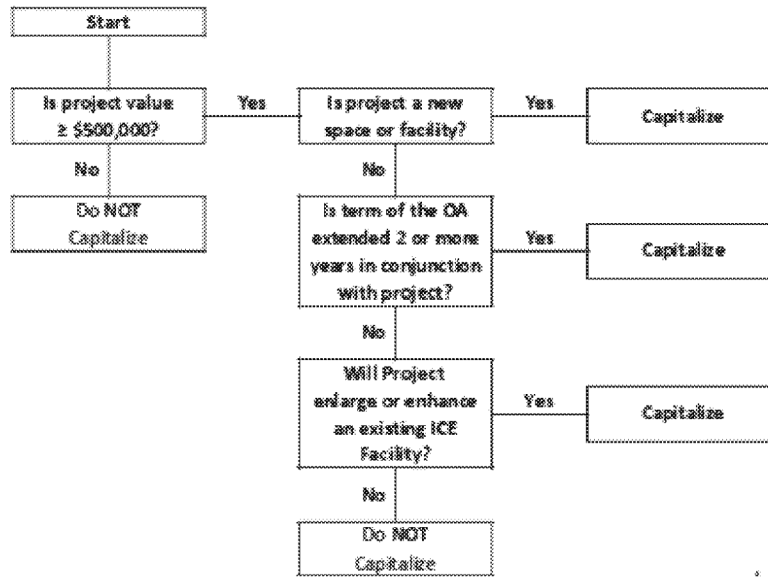 Start
Is project value
≥ $500,000?
Yes
Is project a new
space or facility?
Yes
Capitalize
No
No
Do NOT
Capitalize
Is term of the OA
extended 2 or more
years in conjunction
with project?
Yes
Capitalize
No
Will Project
enlarge or enhance
an existing ICE
Facility?
Yes
Capitalize
No
Do NOT
Capitalize